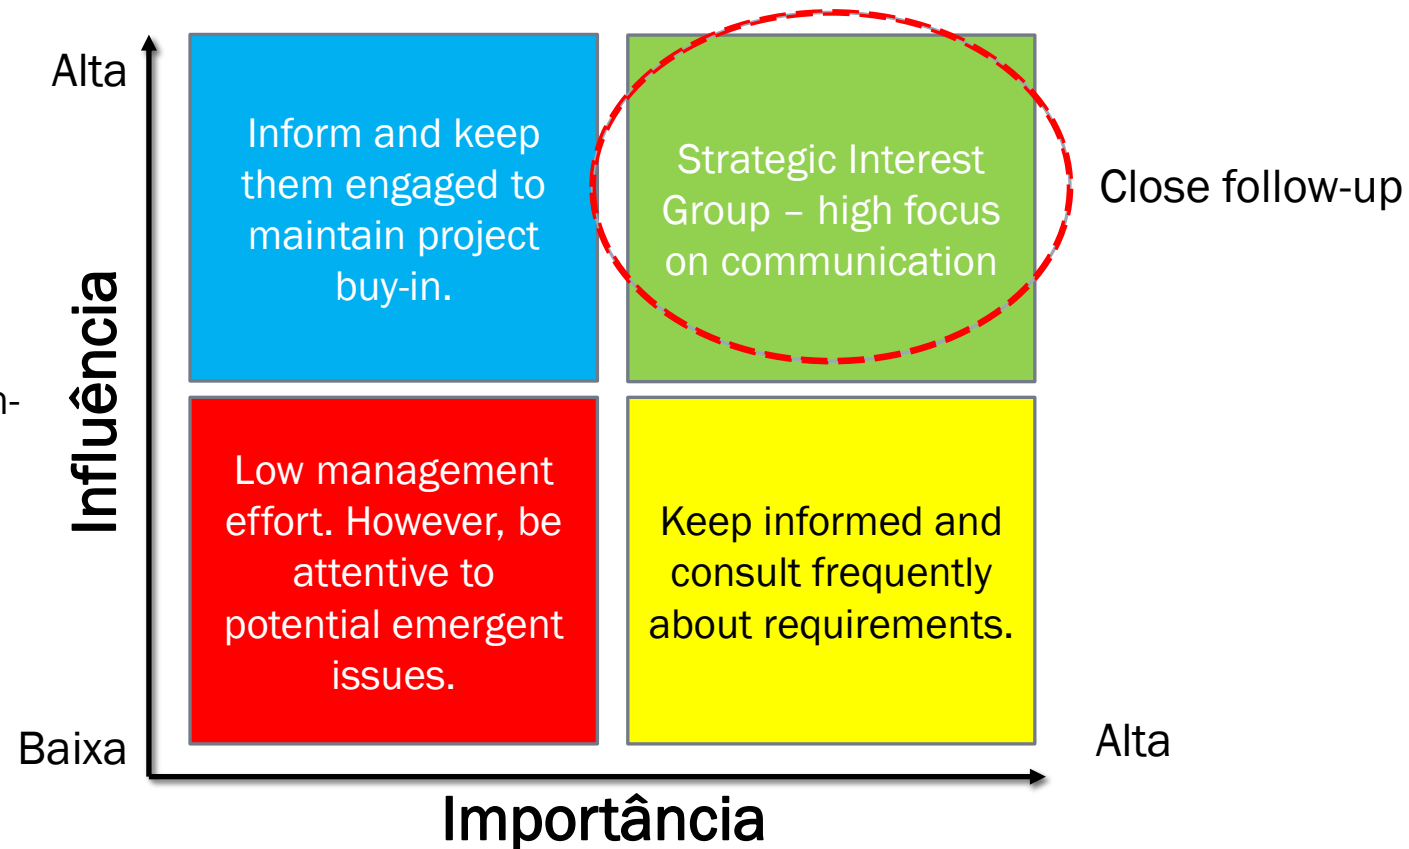 Alta
Inform and keep
them engaged to
maintain project
buy-in.
Strategic Interest
Group – high focus
on communication
Close follow-up
Influência
n-
Low management
effort. However, be
attentive to
potential emergent
issues.
Keep informed and
consult frequently
about requirements.
Baixa
Alta
Importância